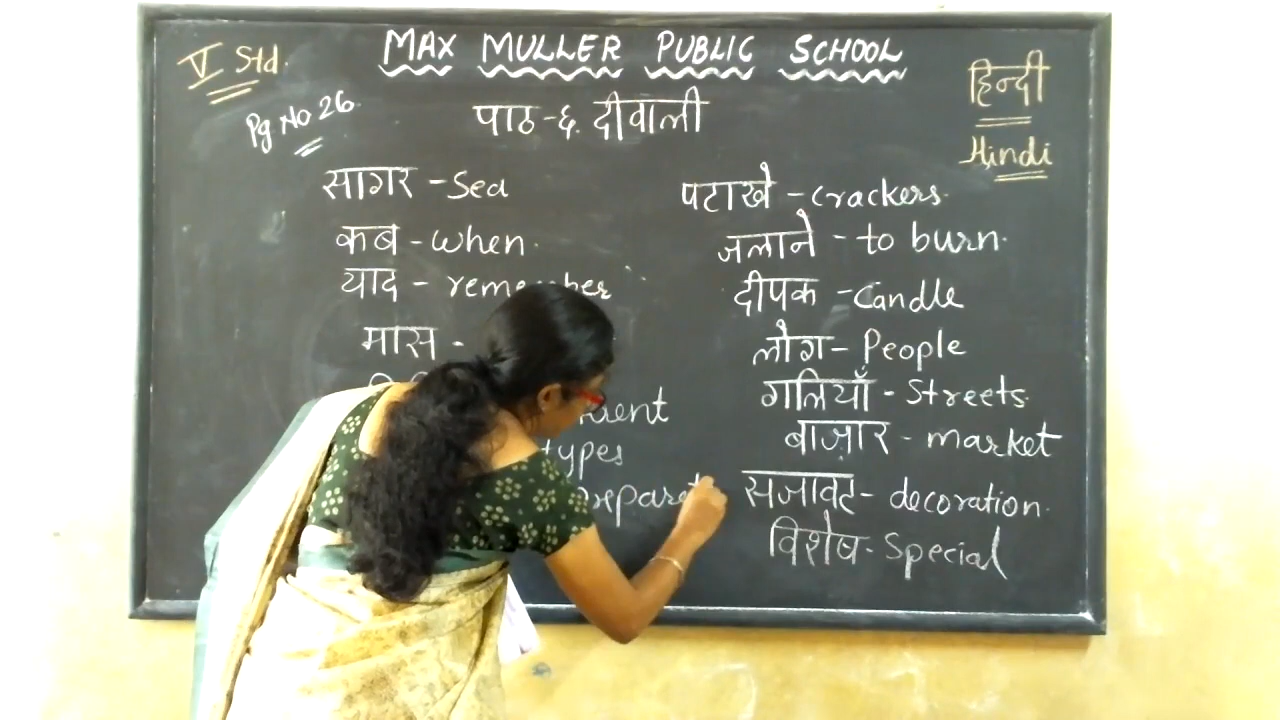 MAX MULLER PUBLIC SCHOOL
V Std.
Pg No 26.
पाठ-६. दीवाली
हिन्दी
Hindi
सागर - Sea
कब - when.
याद - remember
मास -
types
पटाखे - crackers.
जलाने - to burn.
दीपक - Candle
लोग - People
गलियाँ - Streets.
बाज़ार - market
सजावट - decoration.
विशेष - Special